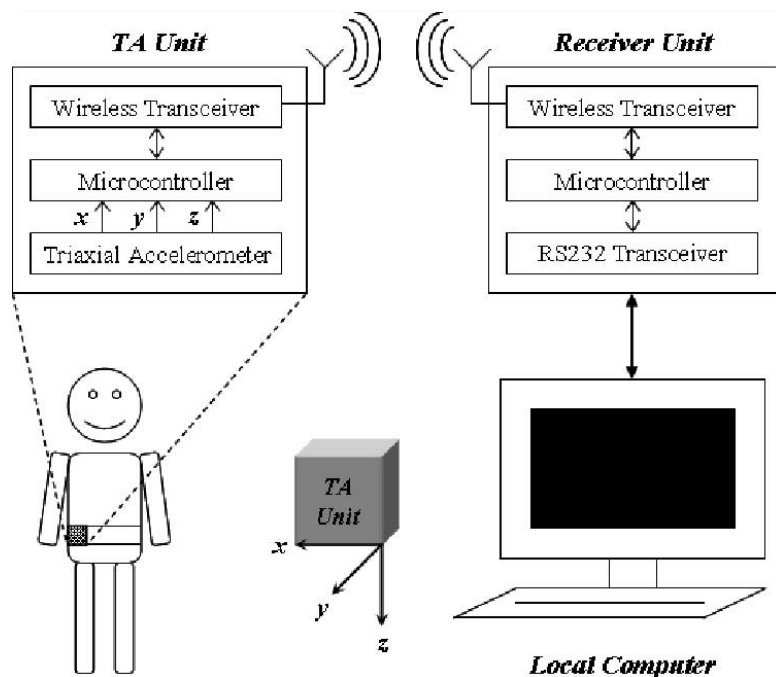 TA Unit
Wireless Transceiver
Microcontroller
x y z
Triaxial Accelerometer
Receiver Unit
Wireless Transceiver
Microcontroller
RS232 Transceiver
TA
Unit
x
y
z
Local Computer